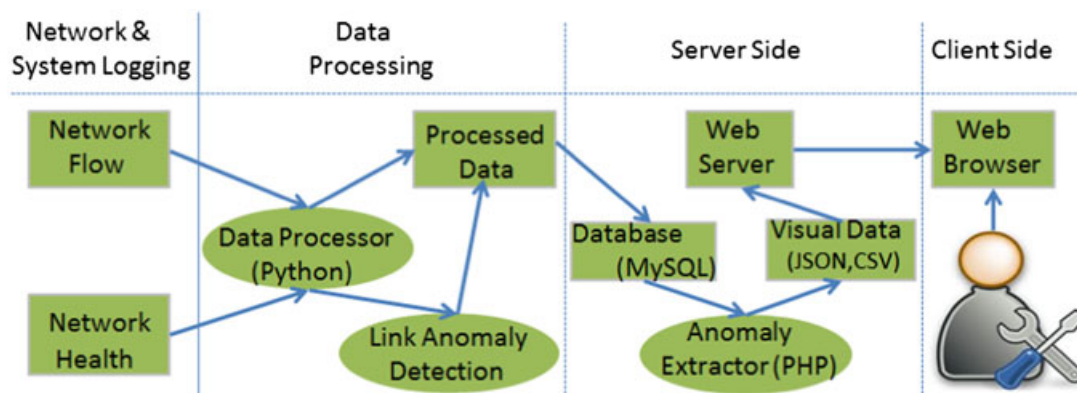 Network &
System Logging
Data
Processing
Server Side
Client Side
Network
Flow
Processed
Data
Web
Server
Web
Browser
Data Processor
(Python)
Database
(MySQL)
Visual Data
(JSON,CSV)
Network
Health
Link Anomaly
Detection
Anomaly
Extractor (PHP)